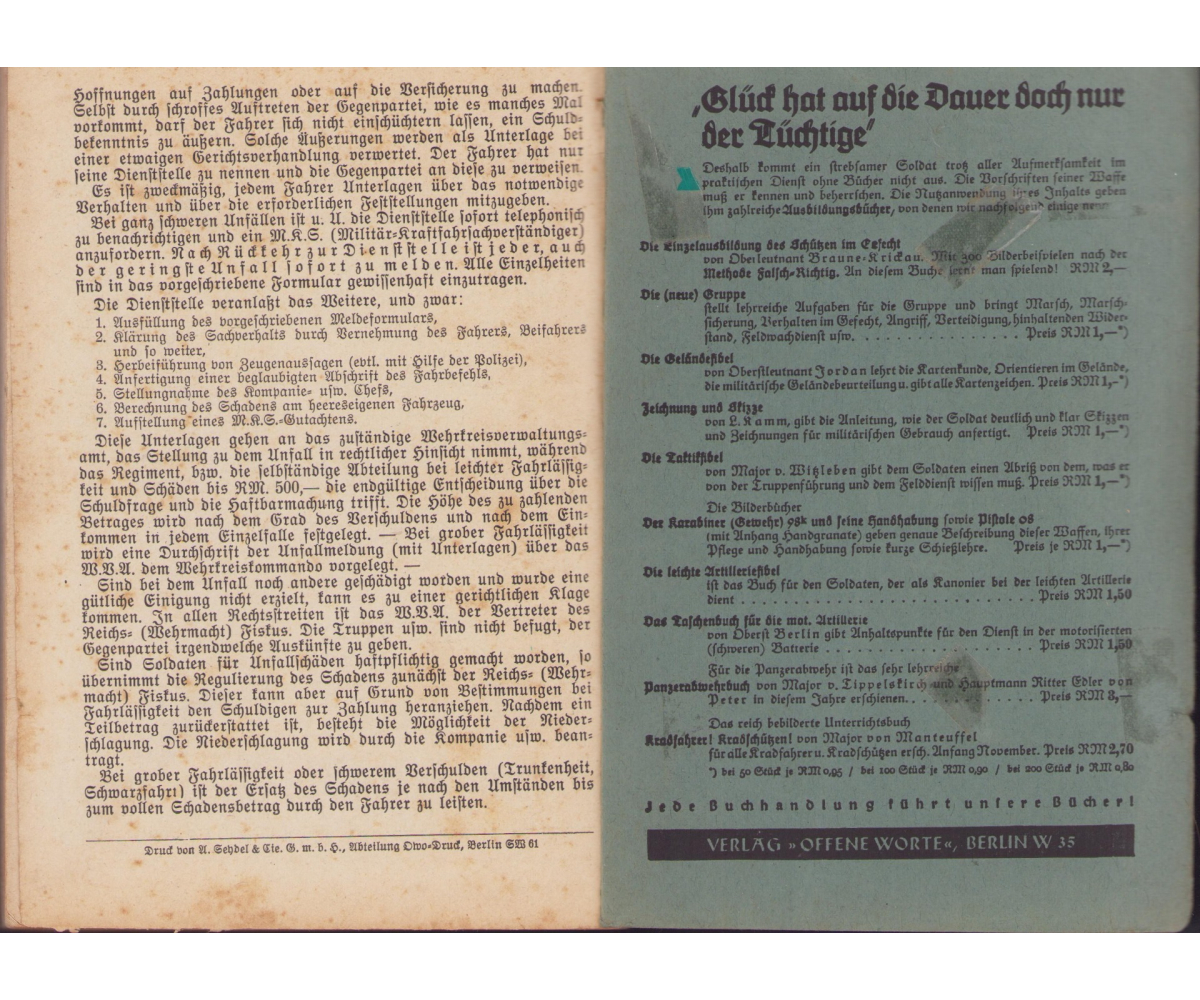 Hoffnungen auf Zahlungen oder auf die Versicherung zu machen.
Selbst durch schroffes Auftreten der Gegenpartei, wie es manches Mal
vorkommt, darf der Fahrer sich nicht einschüchtern lassen, ein Schuld-
bekenntnis zu äußern. Solche Äußerungen werden als Unterlage bei
einer etwaigen Gerichtsverhandlung verwertet. Der Fahrer hat nur
seine Dienststelle zu nennen und die Gegenpartei an diese zu verweisen.
Es ist zweckmäßig, jedem Fahrer Unterlagen über das notwendige
Verhalten und über die erforderlichen Feststellungen mitzugeben.
Bei ganz schweren Unfällen ist u. U. die Dienststelle sofort telephonisch
zu benachrichtigen und ein M.K.S. (Militär-Kraftfahrsachverständiger)
anzufordern. Nach Rückkehr zur Dienststelle ist jeder, auch
der geringste Unfall sofort zu melden. Alle Einzelheiten
sind in das vorgeschriebene Formular gewissenhaft einzutragen.
Die Dienststelle veranlaßt das Weitere, und zwar:
1. Ausfüllung des vorgeschriebenen Meldeformulars,
2. Klärung des Sachverhalts durch Vernehmung des Fahrers, Beifahrers
und so weiter,
3. Herbeiführung von Zeugenaussagen (evtl. mit Hilfe der Polizei),
4. Anfertigung einer beglaubigten Abschrift des Fahrbefehls,
5. Stellungnahme des Kompanie- usw. Chefs,
6. Berechnung des Schadens am heereseigenen Fahrzeug,
7. Aufstellung eines M.K.S.-Gutachtens.
Diese Unterlagen gehen an das zuständige Wehrkreisverwaltungs-
amt, das Stellung zu dem Unfall in rechtlicher Hinsicht nimmt, während
das Regiment, bzw. die selbständige Abteilung bei leichter Fahrlässig-
keit und Schäden bis RM. 500,— die endgültige Entscheidung über die
Schuldfrage und die Haftbarmachung trifft. Die Höhe des zu zahlenden
Betrages wird nach dem Grad des Verschuldens und nach dem Ein-
kommen in jedem Einzelfalle festgelegt. — Bei grober Fahrlässigkeit
wird eine Durchschrift der Unfallmeldung (mit Unterlagen) über das
W.V.A. dem Wehrkreiskommando vorgelegt. —
Sind bei dem Unfall noch andere geschädigt worden und wurde eine
gütliche Einigung nicht erzielt, kann es zu einer gerichtlichen Klage
kommen. In allen Rechtsstreiten ist das W.V.A. der Vertreter des
Reichs- (Wehrmacht) Fiskus. Die Truppen usw. sind nicht befugt, der
Gegenpartei irgendwelche Auskünfte zu geben.
Sind Soldaten für Unfallschäden haftpflichtig gemacht worden, so
übernimmt die Regulierung des Schadens zunächst der Reichs- (Wehr-
macht) Fiskus. Dieser kann aber auf Grund von Bestimmungen bei
Fahrlässigkeit den Schuldigen zur Zahlung heranziehen. Nachdem ein
Teilbetrag zurückerstattet ist, besteht die Möglichkeit der Nieder-
schlagung. Die Niederschlagung wird durch die Kompanie usw. bean-
tragt.
Bei grober Fahrlässigkeit oder schwerem Verschulden (Trunkenheit,
Schwarzfahrt) ist der Ersatz des Schadens je nach den Umständen bis
zum vollen Schadensbetrag durch den Fahrer zu leisten.
Druck von A. Seydel & Cie. G. m. b. H., Abteilung Owo-Druck, Berlin SW 61
„Glück hat auf die Dauer doch nur
der Tüchtige“
Deshalb kommt ein strebsamer Soldat trotz aller Aufmerksamkeit im
praktischen Dienst ohne Bücher nicht aus. Die Vorschriften seiner Waffe
muß er kennen und beherrschen. Die Nutzanwendung ihres Inhalts geben
ihm zahlreiche Ausbildungsbücher, von denen wir nachfolgend einige
Die Einzelausbildung des Schützen im Gefecht
von Oberleutnant Braune-Krickau. Mit 300 Bilderbeispielen nach der
Methode Falsch-Richtig. An diesem Buche lernt man spielend! RM 2,—
Die (neue) Gruppe
stellt lehrreiche Aufgaben für die Gruppe und bringt Marsch, Marsch-
sicherung, Verhalten im Gefecht, Angriff, Verteidigung, hinhaltenden Wider-
stand, Feldwachdienst usw. . . . . . . . . . . . . . . . Preis RM 1,—*)
Die Geländefibel
von Oberstleutnant Jordan lehrt die Kartenkunde, Orientieren im Gelände,
die militärische Geländebeurteilung u. gibt alle Kartenzeichen. Preis RM 1,-*)
Zeichnung und Skizze
von L. Kamm, gibt die Anleitung, wie der Soldat deutlich und klar Skizzen
und Zeichnungen für militärischen Gebrauch anfertigt. Preis RM 1,—*)
Die Taktikfibel
von Major v. Witzleben gibt dem Soldaten einen Abriß von dem, was er
von der Truppenführung und dem Felddienst wissen muß. Preis RM 1,—*)
Die Bilderbücher
Der Karabiner (Gewehr) 98k und seine Handhabung sowie Pistole 08
(mit Anhang Handgranate) geben genaue Beschreibung dieser Waffen, ihrer
Pflege und Handhabung sowie kurze Schießlehre. Preis je RM 1,—*)
Die leichte Artilleriefibel
ist das Buch für den Soldaten, der als Kanonier bei der leichten Artillerie
dient . . . . . . . . . . . . . . . . . . . . . . . . . . . Preis RM 1,50
Das Taschenbuch für die mot. Artillerie
von Oberst Berlin gibt Anhaltspunkte für den Dienst in der motorisierten
(schweren) Batterie . . . . . . . . . . . . . . . . . . . Preis RM 1,50
Für die Panzerabwehr ist das sehr lehrreiche
Panzerabwehrbuch von Major v. Tippelskirch und Hauptmann Ritter Edler von
Peter in diesem Jahre erschienen. . . . . . . . . . . . Preis RM 3,—
Das reich bebilderte Unterrichtsbuch
Kradfahrer! Kradschützen! von Major von Manteuffel
für alle Kradfahrer u. Kradschützen ersch. Anfang November. Preis RM 2,70
*) bei 50 Stück je RM 0,95 / bei 100 Stück je RM 0,90 / bei 200 Stück je RM 0,80
Jede Buchhandlung führt unsere Bücher!
VERLAG »OFFENE WORTE«, BERLIN W 35